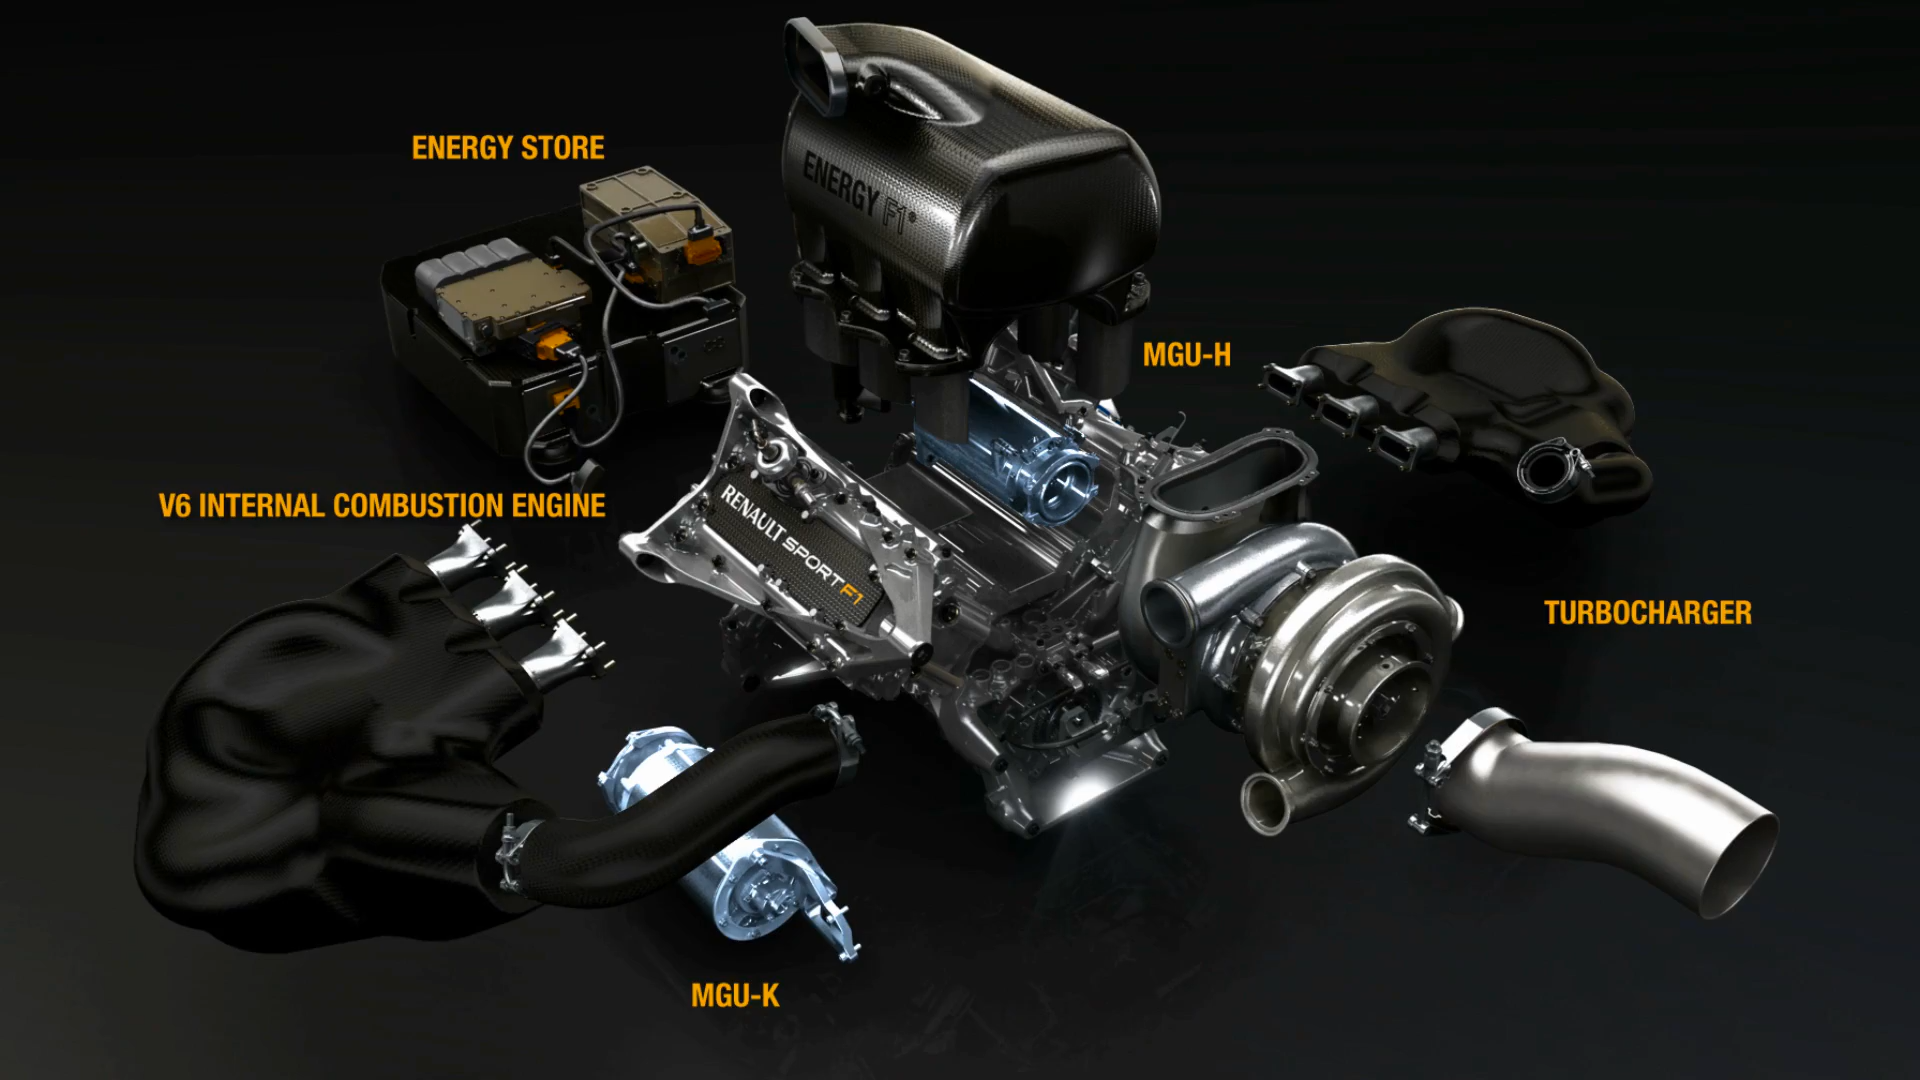 ENERGY STORE
ENERGY F1
MGU-H
V6 INTERNAL COMBUSTION ENGINE
RENAULT SPORT F1
TURBOCHARGER
MGU-K